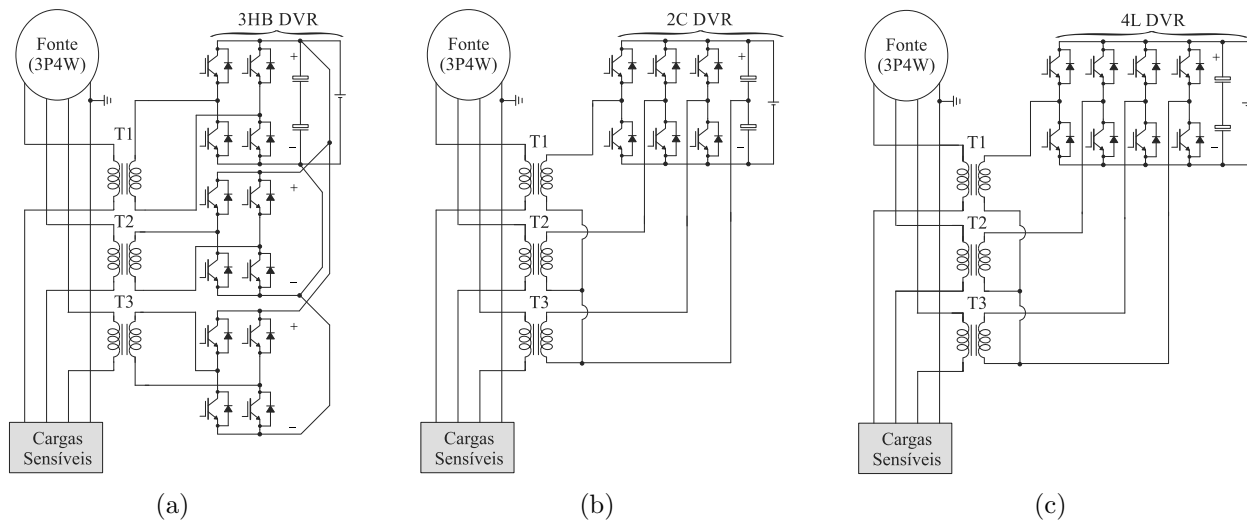 3HB DVR
Fonte
(3P4W)
+
−
T1
+
T2
−
T3
+
−
Cargas
Sensíveis
(a)
2C DVR
Fonte
(3P4W)
+
−
T1
T2
T3
Cargas
Sensíveis
(b)
4L DVR
Fonte
(3P4W)
+
−
T1
T2
T3
Cargas
Sensíveis
(c)